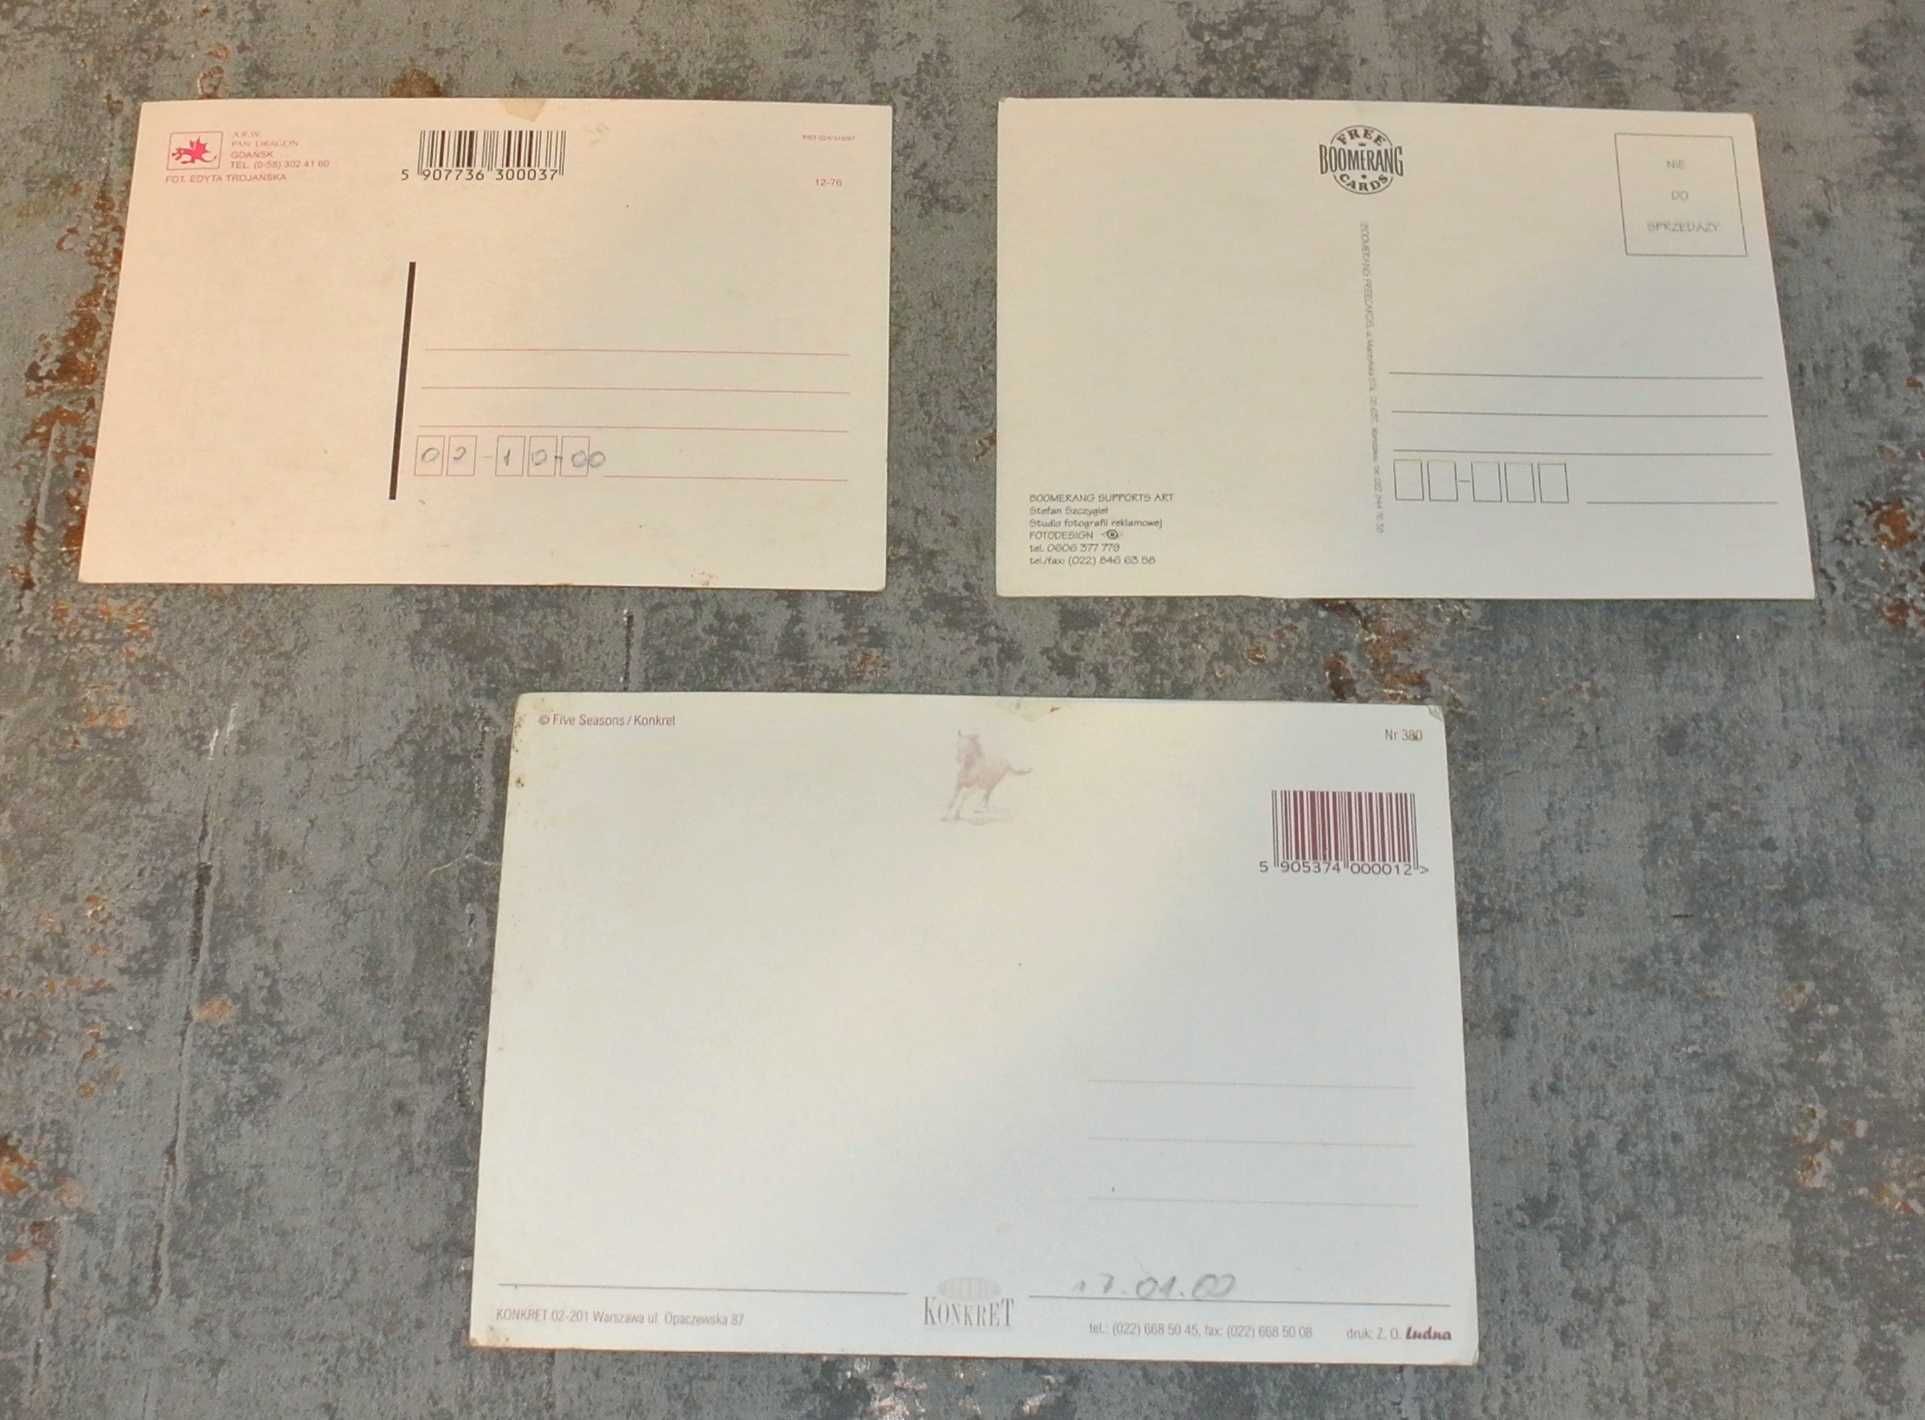 A.R.W.
PAN DRAGON
GDAŃSK
TEL. (0-58) 302 41 60
FOT. EDYTA TROJAŃSKA
5 907736 300037
12-76
02-10-00
FREE
BOOMERANG
CARDS
NIE
DO
SPRZEDAŻY
BOOMERANG SUPPORTS ART
Stefan Szczygieł
Studio fotografii reklamowej
FOTODESIGN
tel. 0606 377 779
tel./fax: (022) 846 63 58
© Five Seasons / Konkret
Nr 380
5 905374 000012 >
17.01.00
KONKRET 02-201 Warszawa ul. Opaczewska 87
KONKRET
tel.: (022) 668 50 45, fax: (022) 668 50 08
druk: Z. O. Ludna